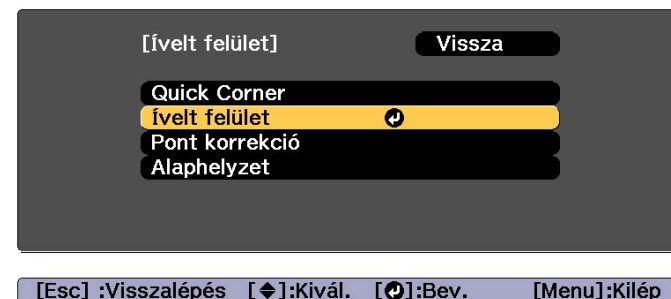 [Ívelt felület] Vissza
Quick Corner
Ívelt felület
Pont korrekció
Alaphelyzet
[Esc] :Visszalépés [◆]:Kivál. [⏎]:Bev. [Menu]:Kilép